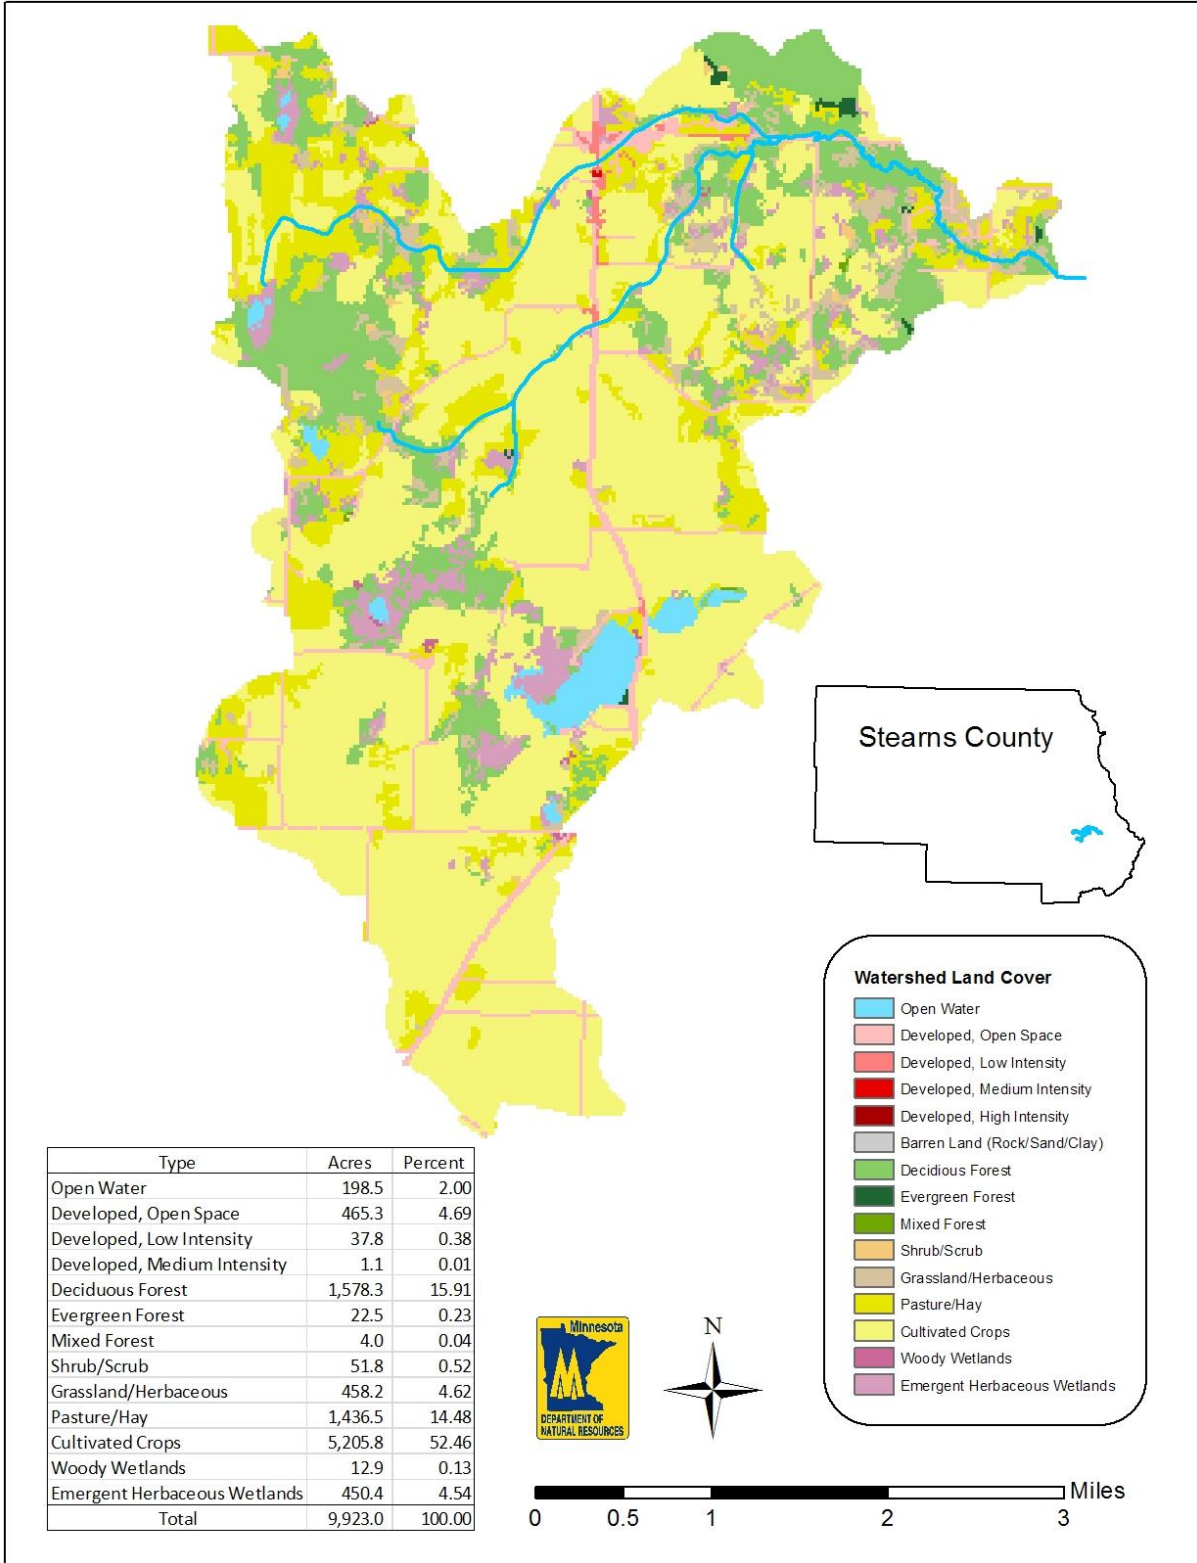 Stearns County
Watershed Land Cover
Open Water
Developed, Open Space
Developed, Low Intensity
Developed, Medium Intensity
Developed, High Intensity
Barren Land (Rock/Sand/Clay)
Decidious Forest
Evergreen Forest
Mixed Forest
Shrub/Scrub
Grassland/Herbaceous
Pasture/Hay
Cultivated Crops
Woody Wetlands
Emergent Herbaceous Wetlands
Type Acres Percent
Open Water 198.5 2.00
Developed, Open Space 465.3 4.69
Developed, Low Intensity 37.8 0.38
Developed, Medium Intensity 1.1 0.01
Deciduous Forest 1,578.3 15.91
Evergreen Forest 22.5 0.23
Mixed Forest 4.0 0.04
Shrub/Scrub 51.8 0.52
Grassland/Herbaceous 458.2 4.62
Pasture/Hay 1,436.5 14.48
Cultivated Crops 5,205.8 52.46
Woody Wetlands 12.9 0.13
Emergent Herbaceous Wetlands 450.4 4.54
Total 9,923.0 100.00
Minnesota
DEPARTMENT OF
NATURAL RESOURCES
N
Miles
0 0.5 1 2 3